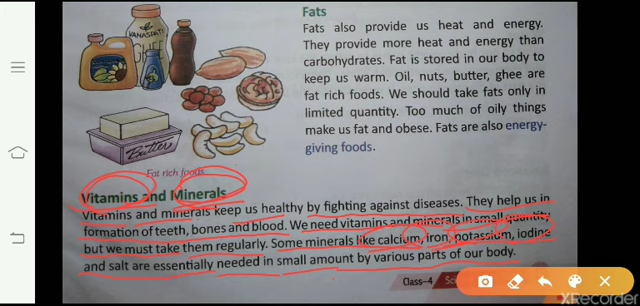 Fats
Fats also provide us heat and energy.
They provide more heat and energy than
carbohydrates. Fat is stored in our body to
keep us warm. Oil, nuts, butter, ghee are
fat rich foods. We should take fats only in
limited quantity. Too much of oily things
make us fat and obese. Fats are also energy-
giving foods.
VANASPATI
GHEE
Butter
Fat rich foods
Vitamins and Minerals
Vitamins and minerals keep us healthy by fighting against diseases. They help us in
formation of teeth, bones and blood. We need vitamins and minerals in small quantity
but we must take them regularly. Some minerals like calcium, iron, potassium, iodine
and salt are essentially needed in small amount by various parts of our body.
Class-4
XRecorder